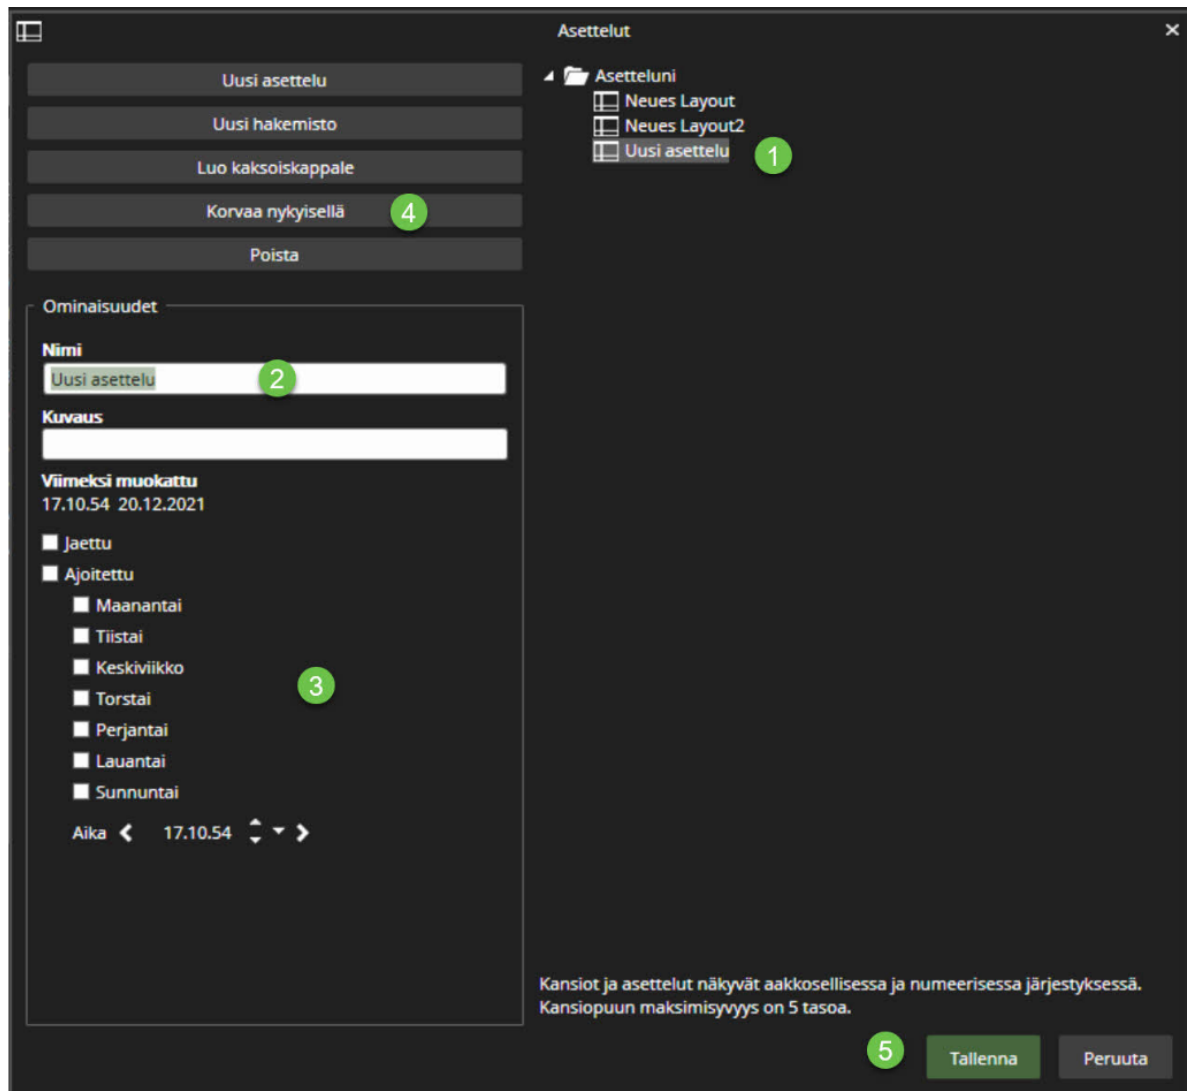 Asettelut
Uusi asettelu
Uusi hakemisto
Luo kaksoiskappale
Korvaa nykyisellä 4
Poista
Ominaisuudet
Nimi
Uusi asettelu 2
Kuvaus
Viimeksi muokattu
17.10.54 20.12.2021
Jaettu
Ajoitettu
Maanantai
Tiistai
Keskiviikko
3
Torstai
Perjantai
Lauantai
Sunnuntai
Aika 17.10.54
Asetteluni
Neues Layout
Neues Layout2
Uusi asettelu 1
Kansiot ja asettelut näkyvät aakkosellisessa ja numeerisessa järjestyksessä.
Kansiopuun maksimisyvyys on 5 tasoa.
5 Tallenna Peruuta